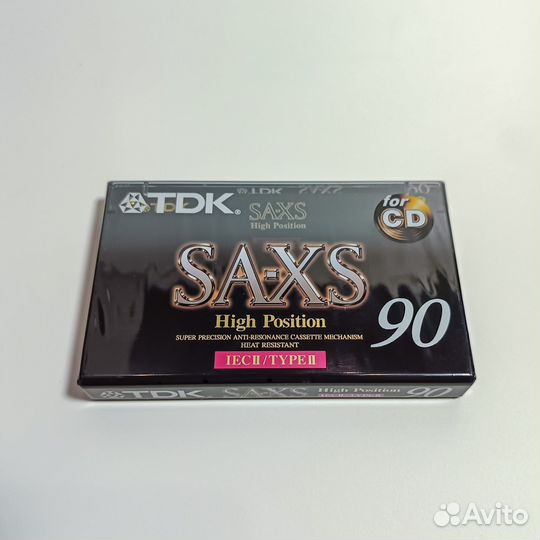 TDK®
for
CD
SA-XS
High Position
SA-XS
High Position
90
SUPER PRECISION ANTI-RESONANCE CASSETTE MECHANISM
HEAT RESISTANT
IECII/TYPEII
TDK
SA-XS
High Position
IECII/TYPEII
90
Avito